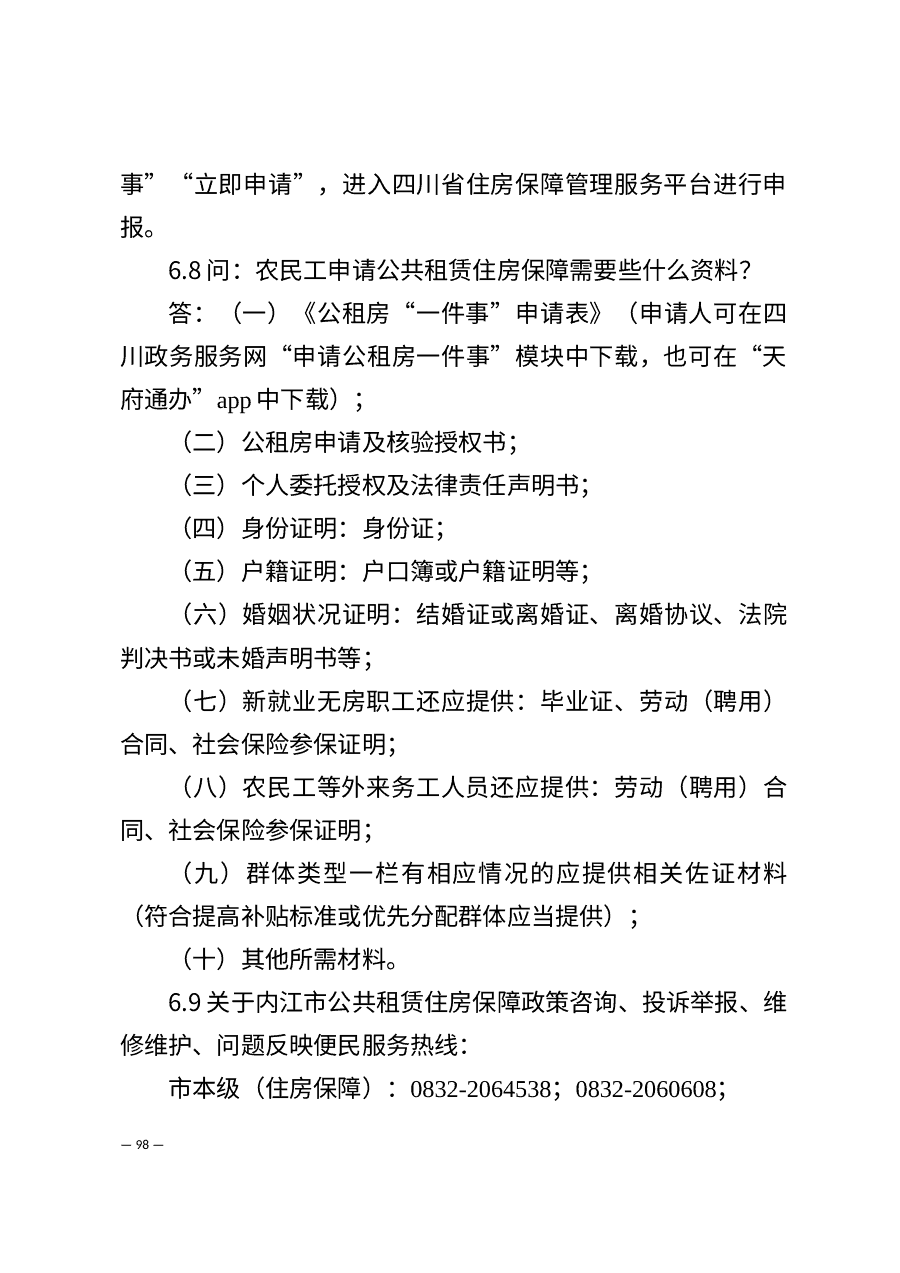 事”“立即申请”，进入四川省住房保障管理服务平台进行申
报。
6.8 问：农民工申请公共租赁住房保障需要些什么资料？
答：（一）《公租房“一件事”申请表》（申请人可在四
川政务服务网“申请公租房一件事”模块中下载，也可在“天
府通办”app 中下载）；
（二）公租房申请及核验授权书；
（三）个人委托授权及法律责任声明书；
（四）身份证明：身份证；
（五）户籍证明：户口簿或户籍证明等；
（六）婚姻状况证明：结婚证或离婚证、离婚协议、法院
判决书或未婚声明书等；
（七）新就业无房职工还应提供：毕业证、劳动（聘用）
合同、社会保险参保证明；
（八）农民工等外来务工人员还应提供：劳动（聘用）合
同、社会保险参保证明；
（九）群体类型一栏有相应情况的应提供相关佐证材料
（符合提高补贴标准或优先分配群体应当提供）；
（十）其他所需材料。
6.9 关于内江市公共租赁住房保障政策咨询、投诉举报、维
修维护、问题反映便民服务热线：
市本级（住房保障）：0832-2064538；0832-2060608；
— 98 —